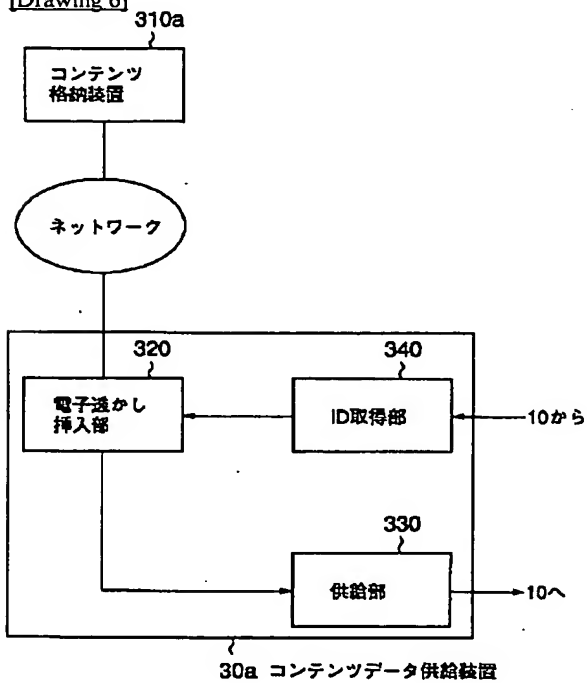 [Drawing 6]
310a
コンテンツ
格納装置
ネットワーク
320
340
電子透かし
挿入部
ID取得部
10から
330
供給部
10へ
30a コンテンツデータ供給装置